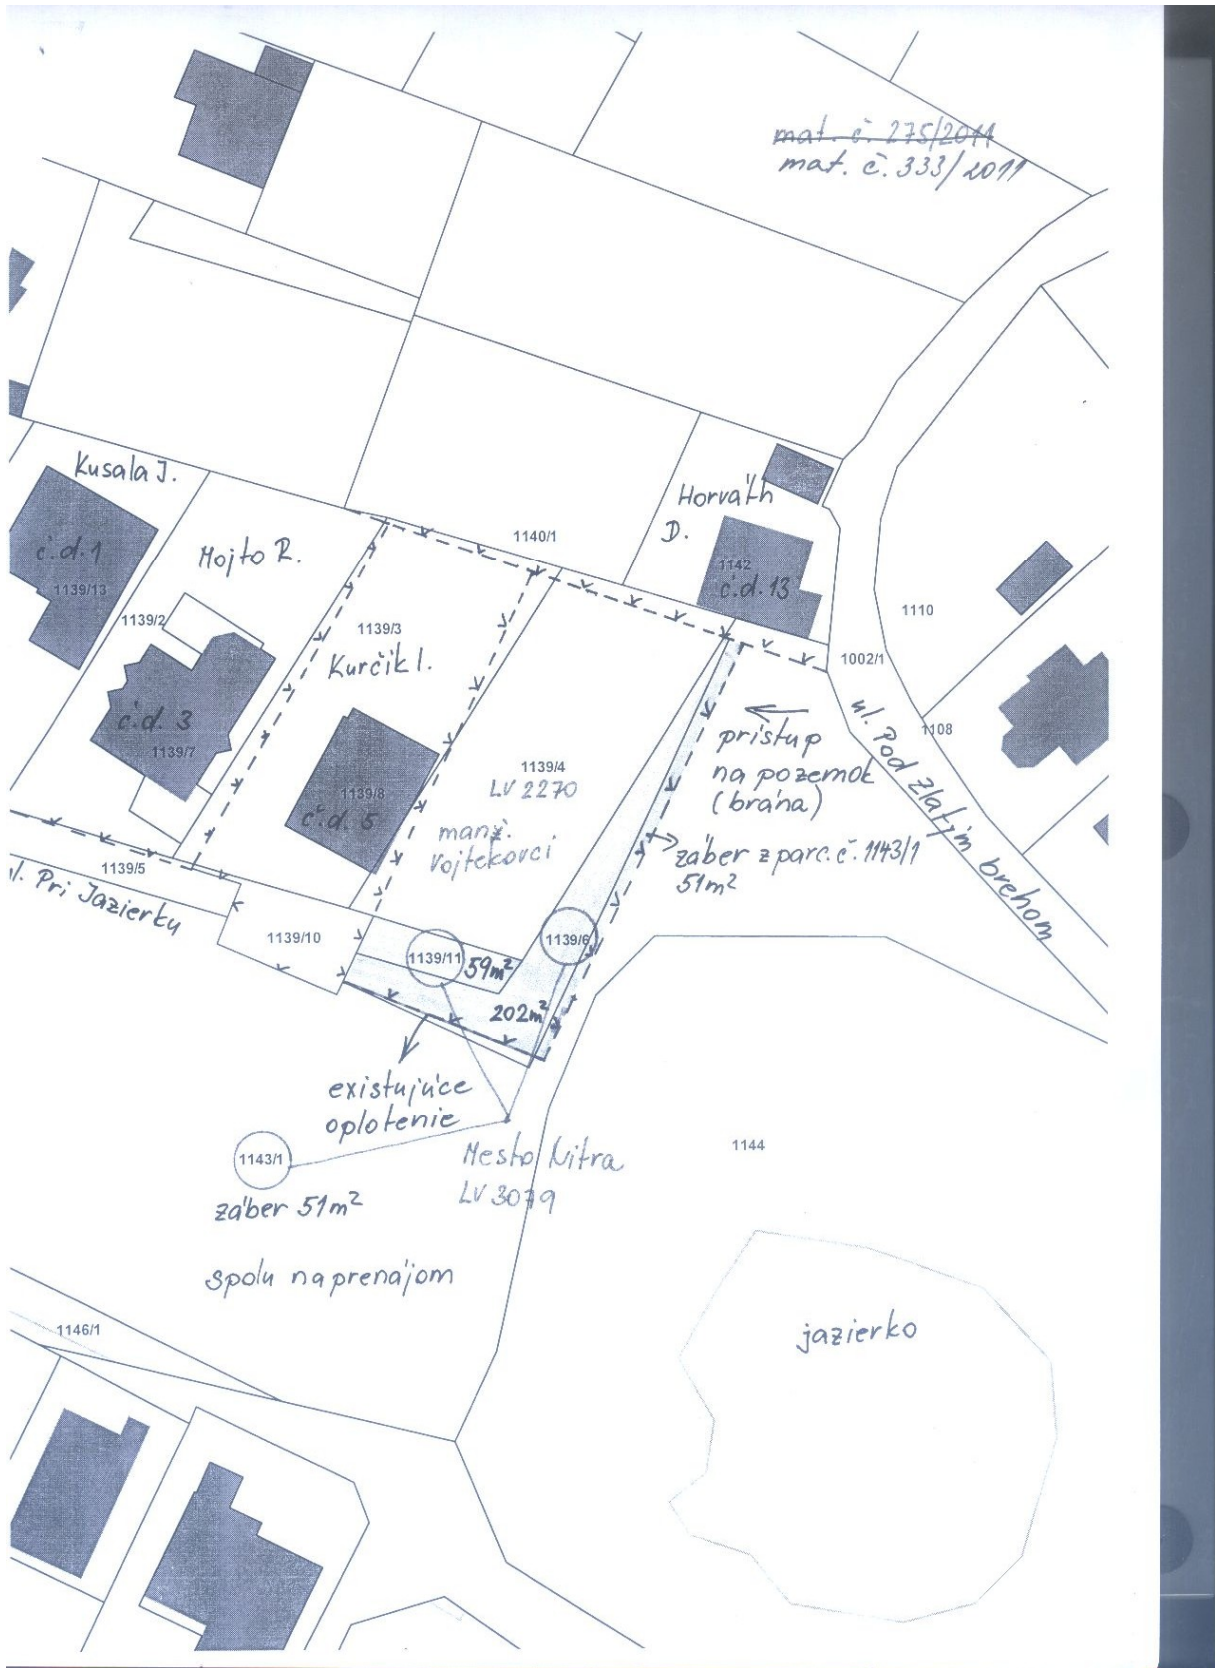 mat. č. 275/2011
mat. č. 333/2011
Kusala J.
č.d. 1
1139/13
1139/2
Mojto R.
č.d. 3
1139/7
1139/3
Kurčík I.
1139/8
č.d. 5
1140/1
Horváth
D.
1142
č.d. 13
1110
1002/1
1108
ul. Pod Zlatým brehom
prístup
na pozemok
(brána)
1139/4
LV 2270
manž.
Vojtekovci
záber z parc. č. 1143/1
51m²
1139/5
ul. Pri Jazierku
1139/10
1139/11
59m²
1139/6
202m²
existujúce
oplotenie
1143/1
záber 51m²
Mesto Nitra
LV 3079
spolu na prenájom
1144
jazierko
1146/1